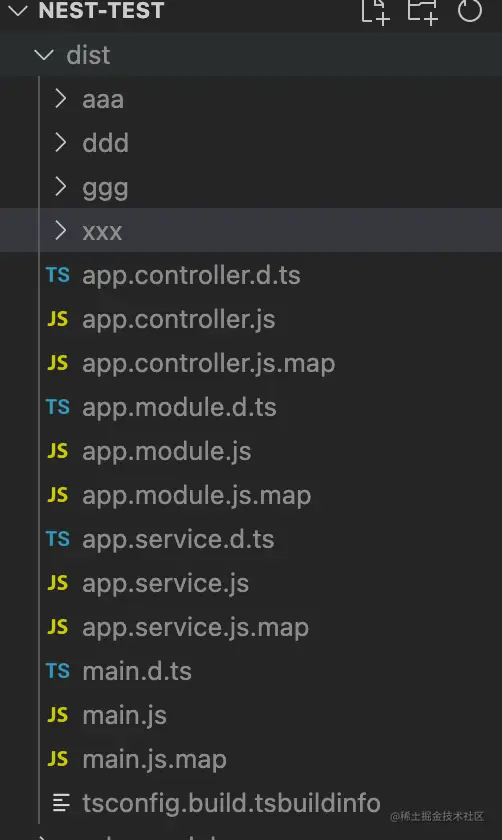 NEST-TEST
dist
aaa
ddd
ggg
xxx
TS app.controller.d.ts
JS app.controller.js
JS app.controller.js.map
TS app.module.d.ts
JS app.module.js
JS app.module.js.map
TS app.service.d.ts
JS app.service.js
JS app.service.js.map
TS main.d.ts
JS main.js
JS main.js.map
tsconfig.build.tsbuildinfo
@稀土掘金技术社区